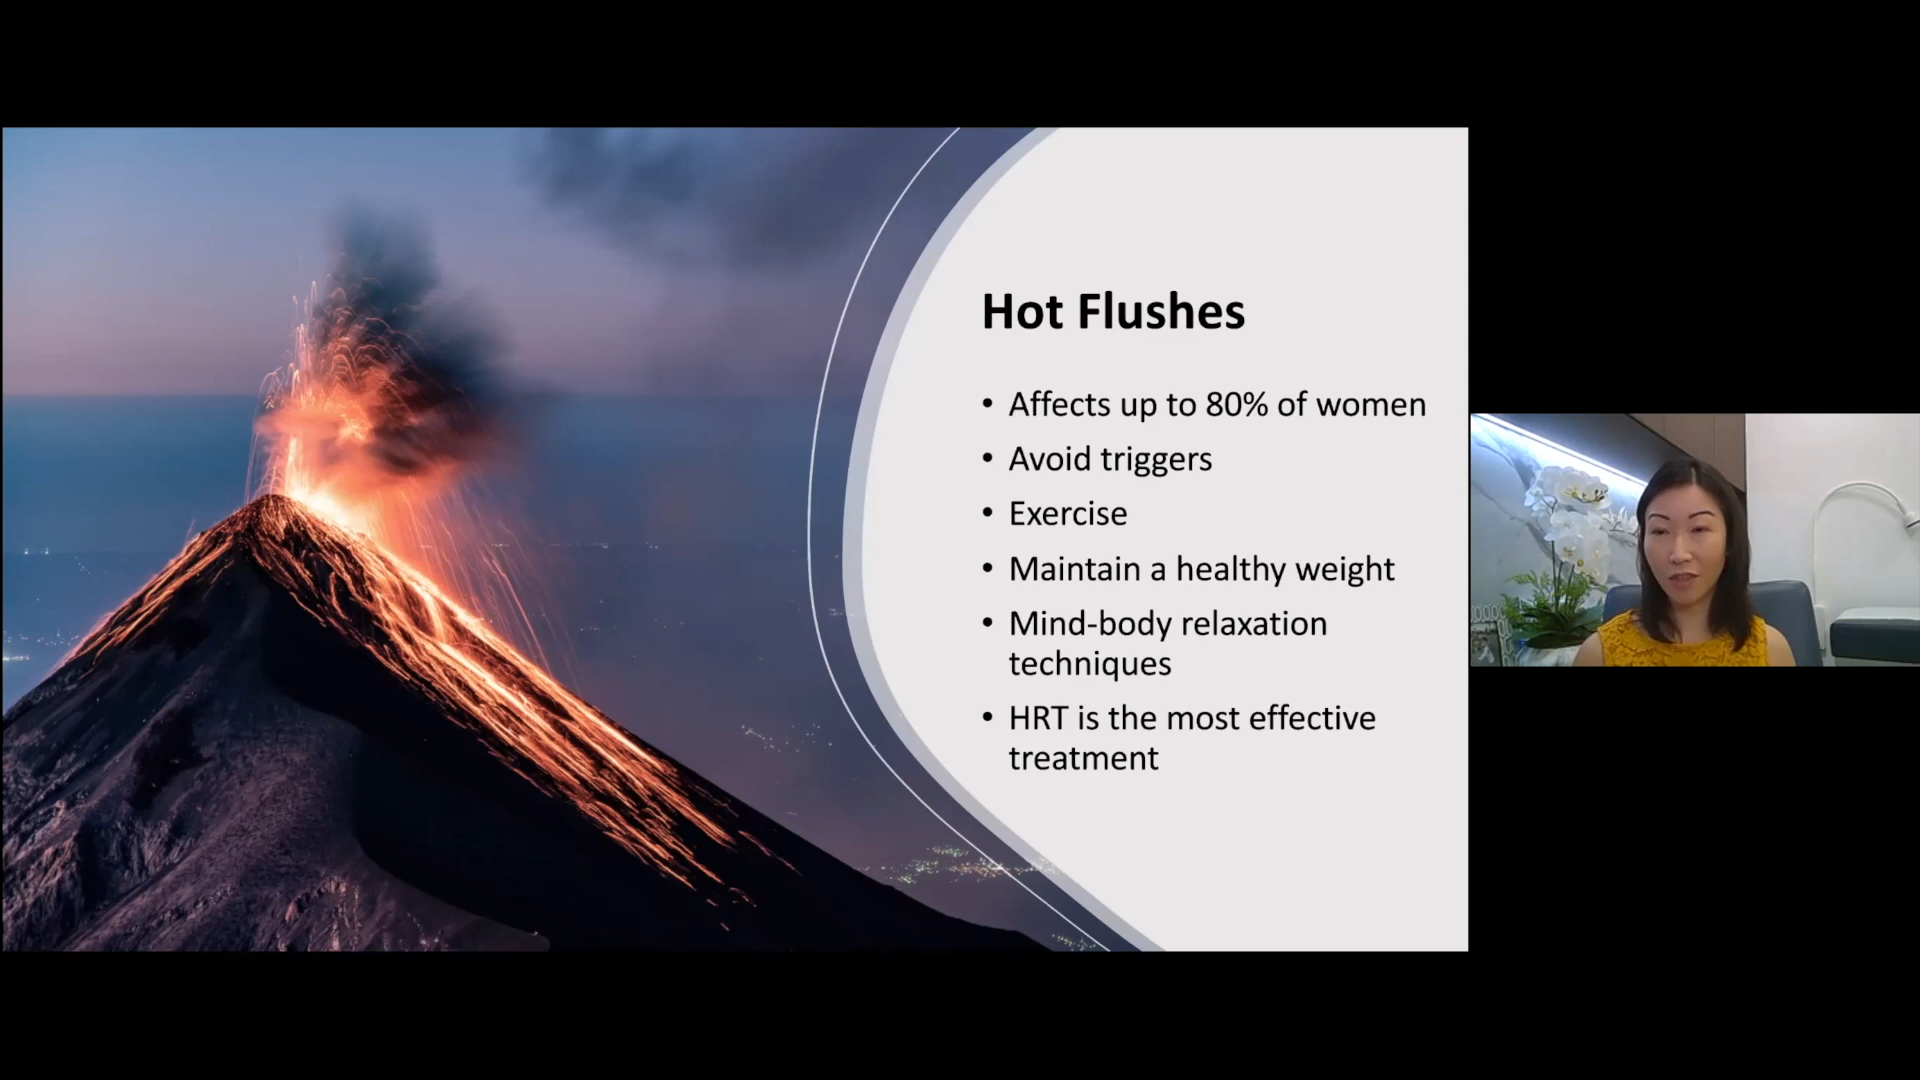 Hot Flushes
• Affects up to 80% of women
• Avoid triggers
• Exercise
• Maintain a healthy weight
• Mind-body relaxation
techniques
• HRT is the most effective
treatment